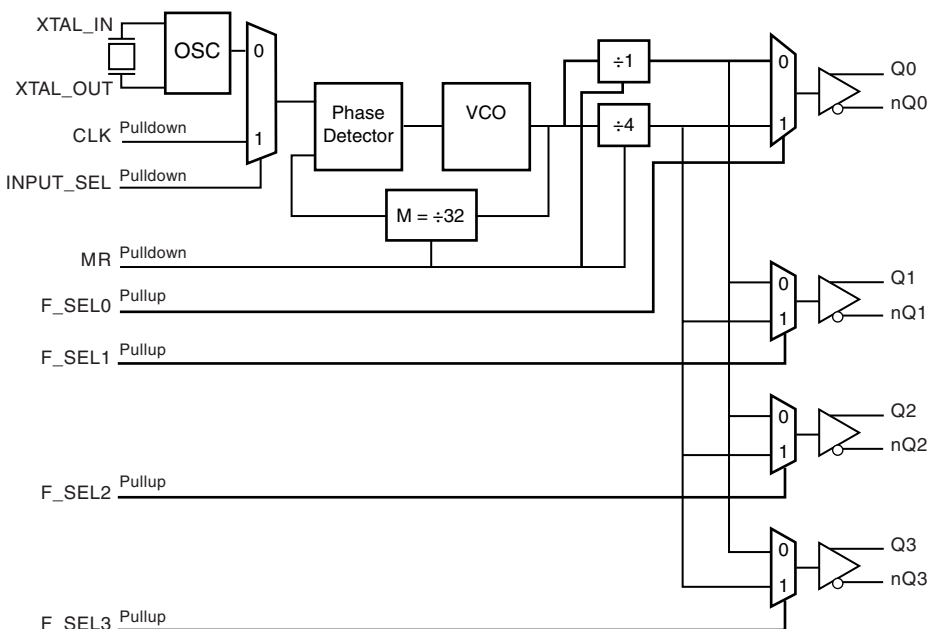 XTAL_IN
OSC
XTAL_OUT
0
1
CLK Pulldown
INPUT_SEL Pulldown
Phase
Detector
VCO
÷1
÷4
M = ÷32
MR Pulldown
F_SEL0 Pullup
F_SEL1 Pullup
F_SEL2 Pullup
F_SEL3 Pullup
0
1
Q0
nQ0
0
1
Q1
nQ1
0
1
Q2
nQ2
0
1
Q3
nQ3